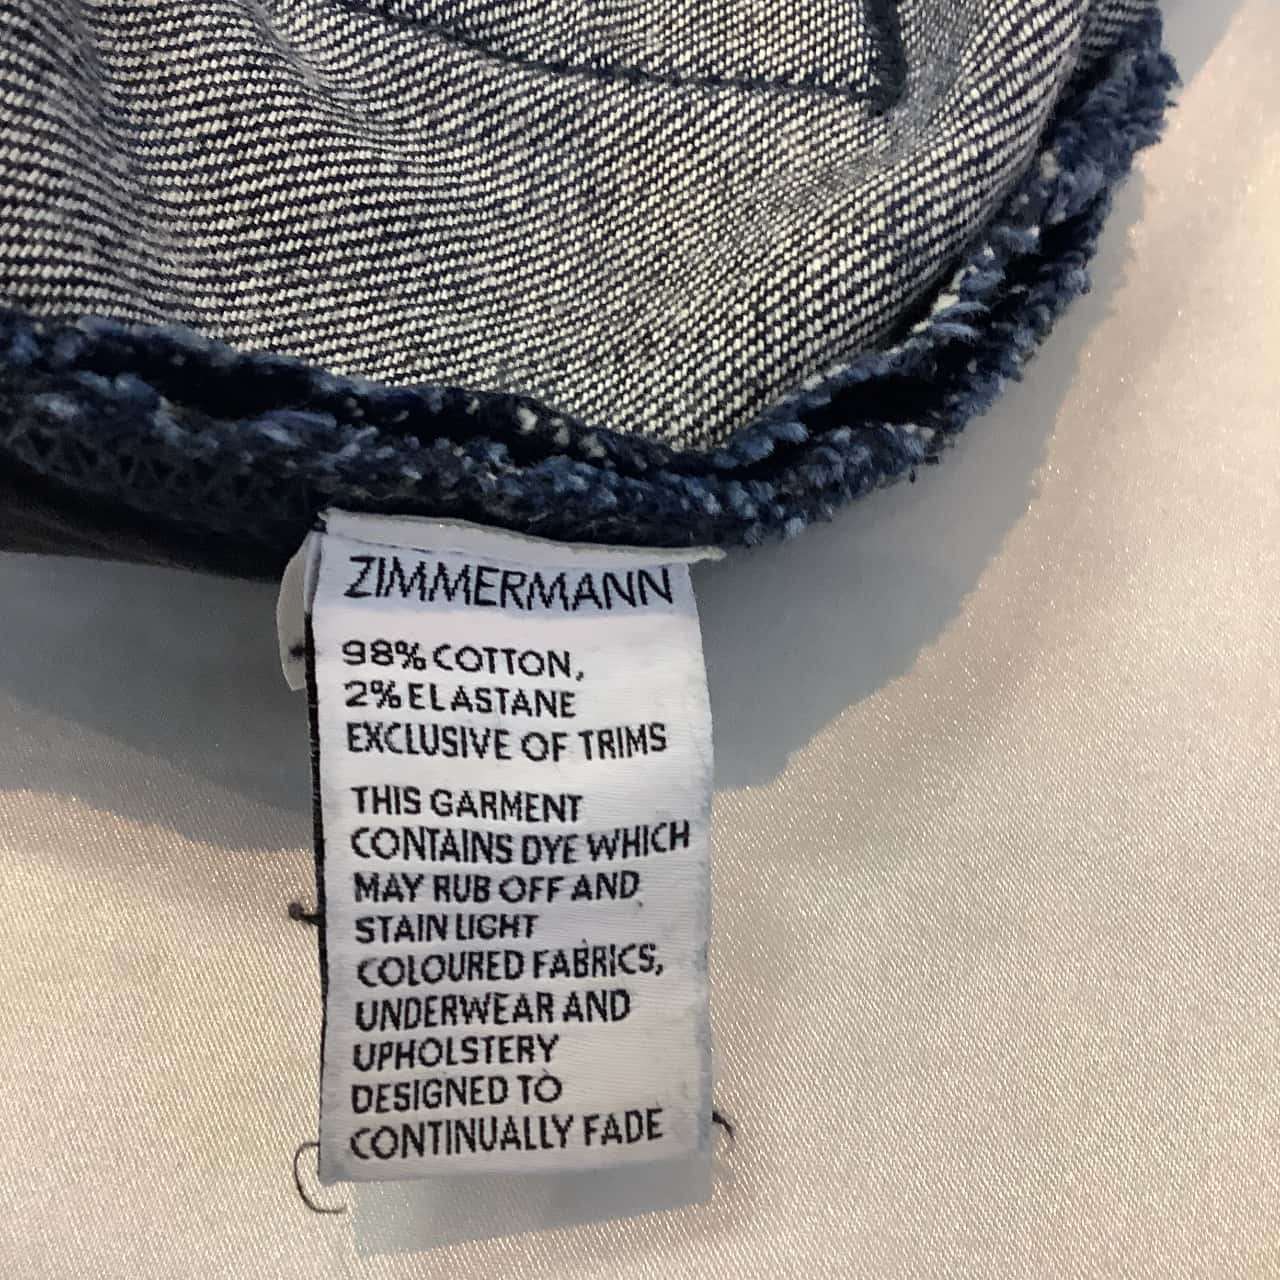 ZIMMERMANN
98% COTTON,
2% ELASTANE
EXCLUSIVE OF TRIMS
THIS GARMENT
CONTAINS DYE WHICH
MAY RUB OFF AND
STAIN LIGHT
COLOURED FABRICS,
UNDERWEAR AND
UPHOLSTERY
DESIGNED TO
CONTINUALLY FADE